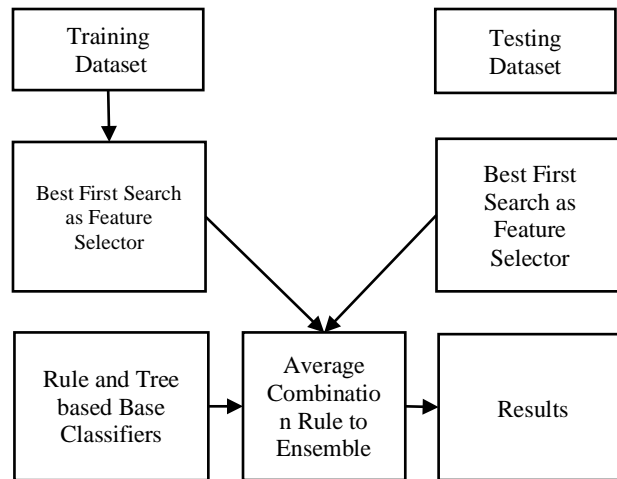 Training
Dataset
Testing
Dataset
Best First Search
as Feature
Selector
Best First
Search as
Feature
Selector
Rule and Tree
based Base
Classifiers
Average
Combinatio
n Rule to
Ensemble
Results